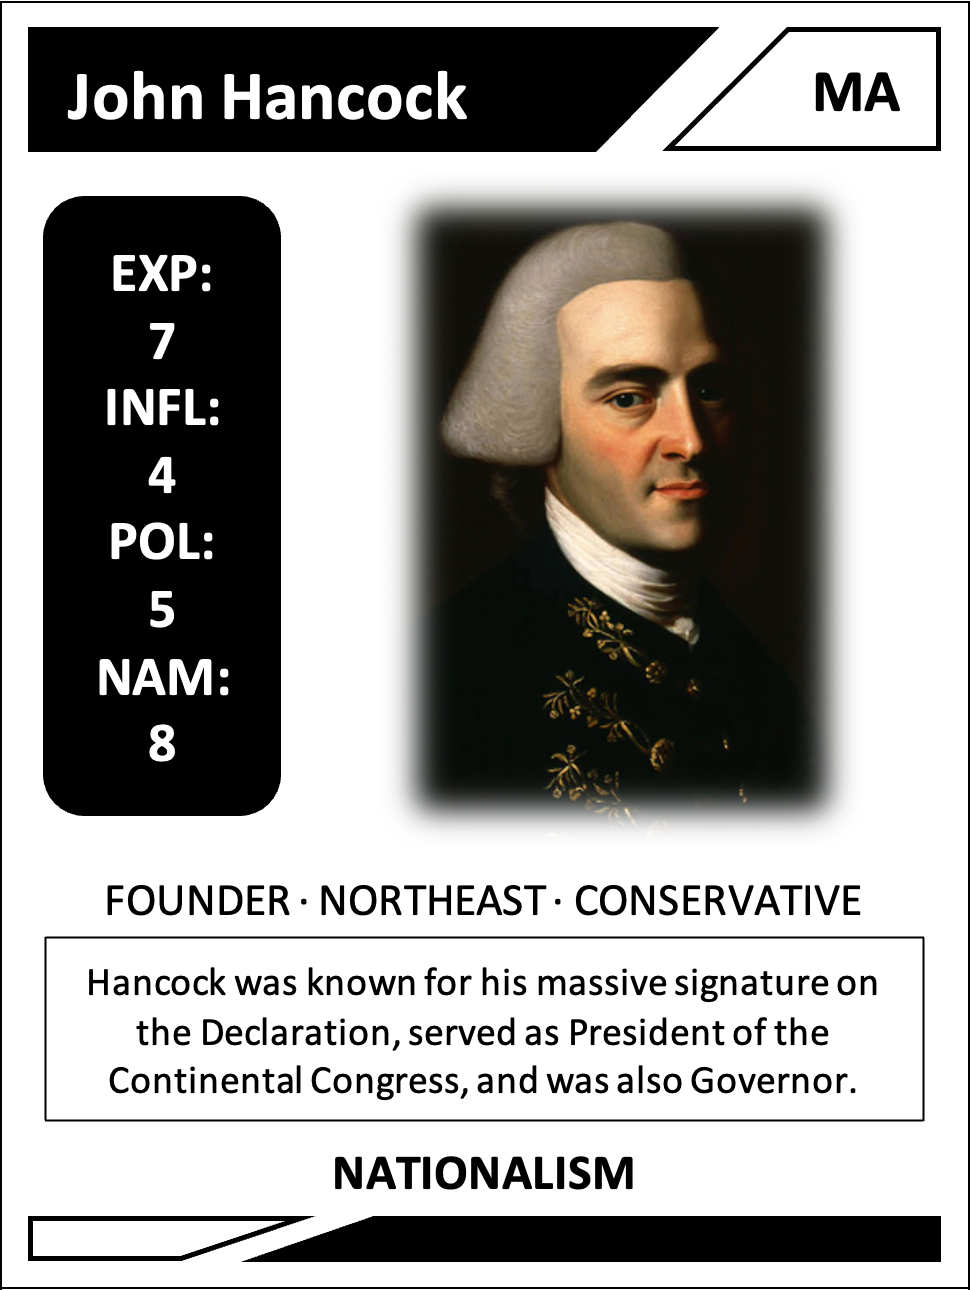 John Hancock
MA
EXP:
7
INFL:
4
POL:
5
NAM:
8
FOUNDER · NORTHEAST · CONSERVATIVE
Hancock was known for his massive signature on
the Declaration, served as President of the
Continental Congress, and was also Governor.
NATIONALISM